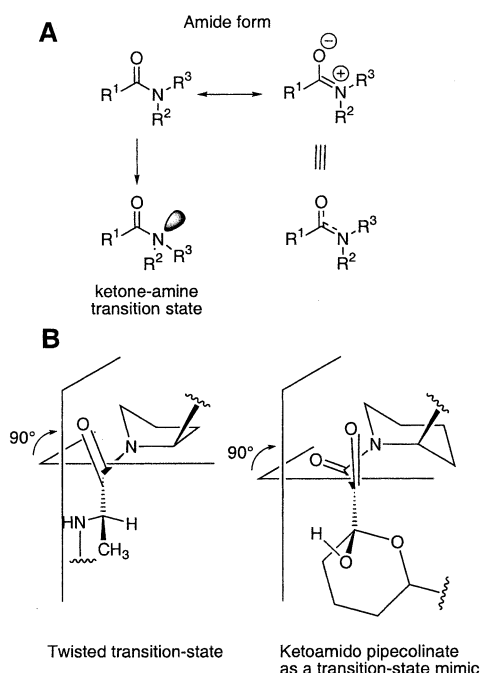 A
Amide form
O
R¹ N R³
R²
O ⊖
⊕
R¹ N R³
R²
O
R¹ N
R² R³
O
R¹ N R³
R²
ketone-amine
transition state
B
90°
O
N
HN
H
CH₃
90°
O
O
N
H
O
O
Twisted transition-state
Ketoamido pipecolinate
as a transition-state mimic